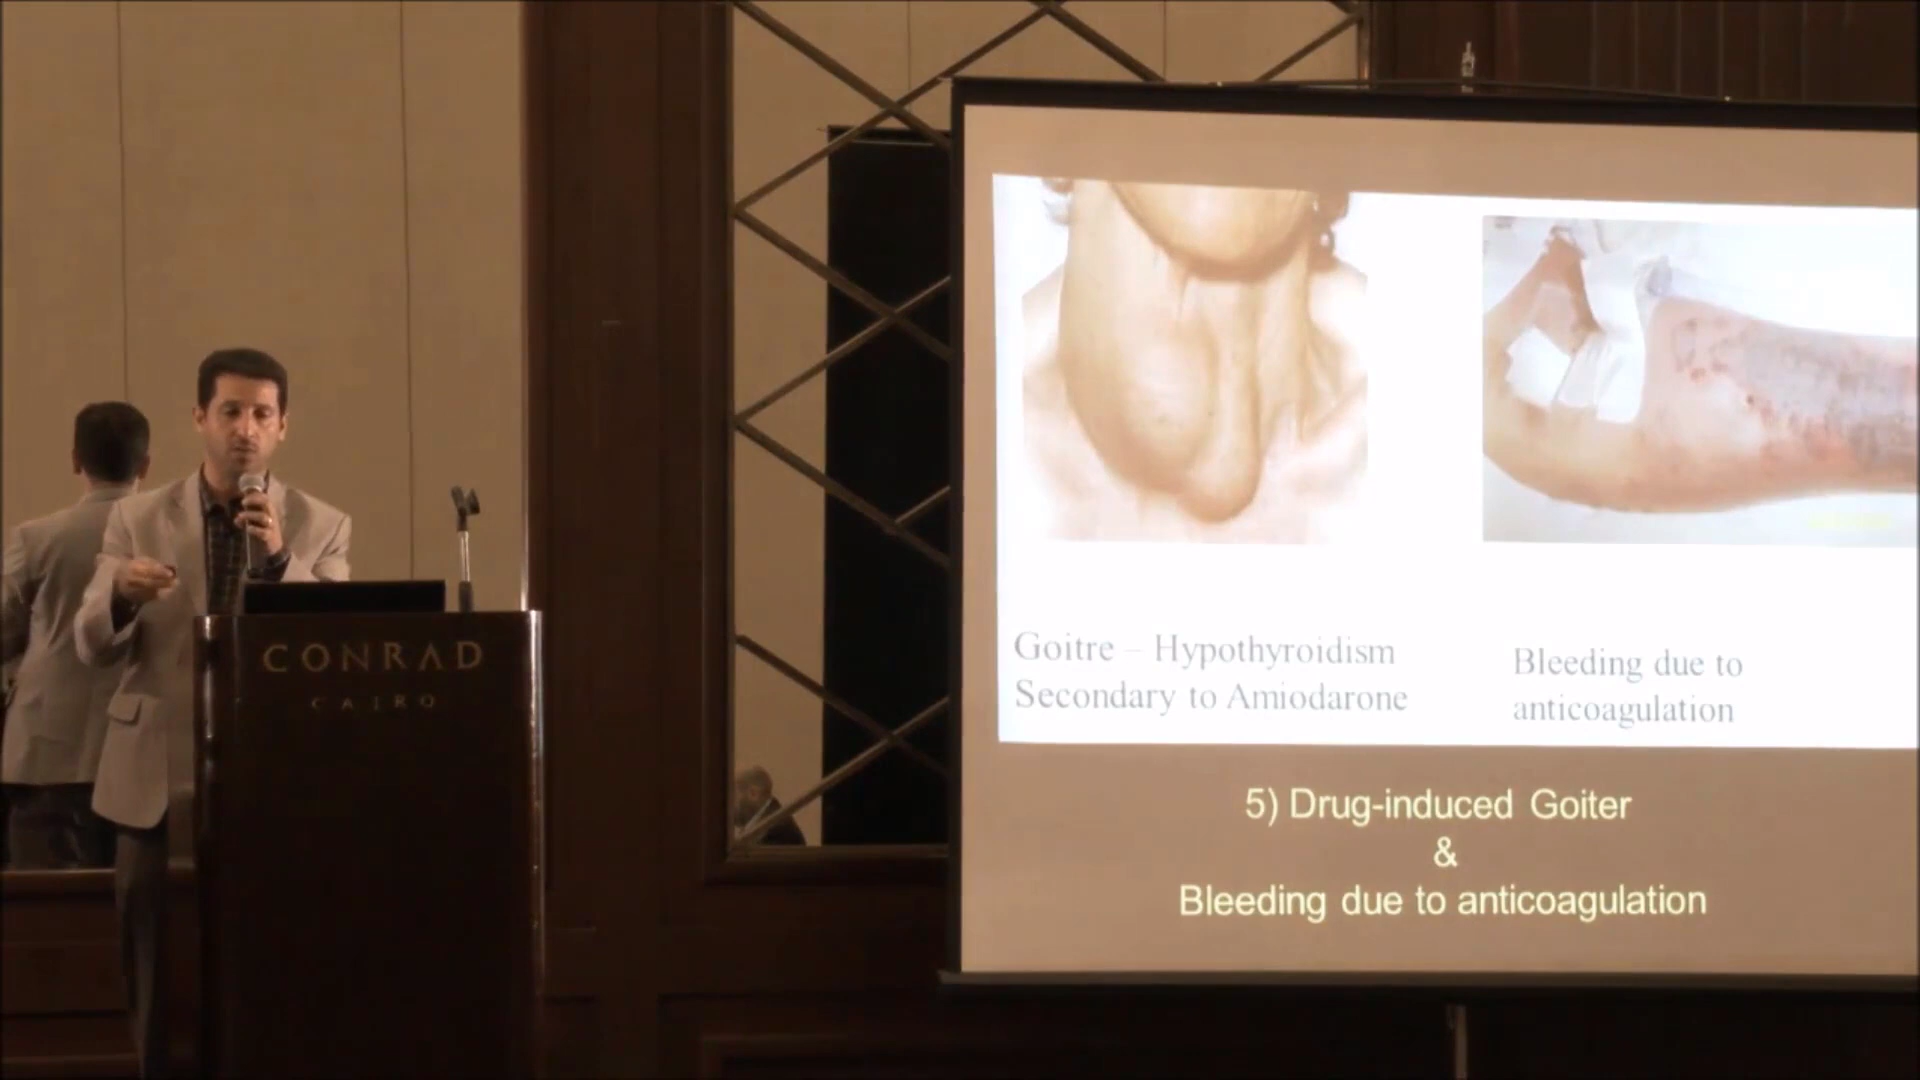 CONRAD
CAIRO
Goitre – Hypothyroidism
Secondary to Amiodarone
Bleeding due to
anticoagulation
5) Drug-induced Goiter
&
Bleeding due to anticoagulation